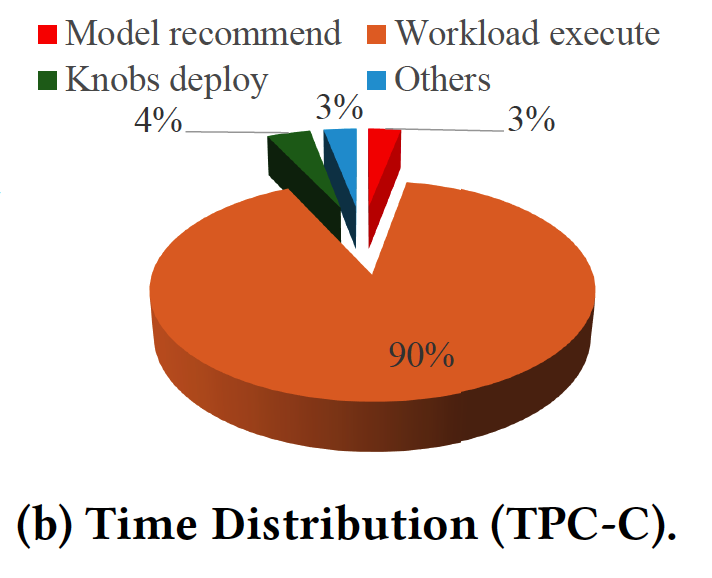 Model recommend Workload execute
Knobs deploy Others
4% 3% 3%
90%
(b) Time Distribution (TPC-C).